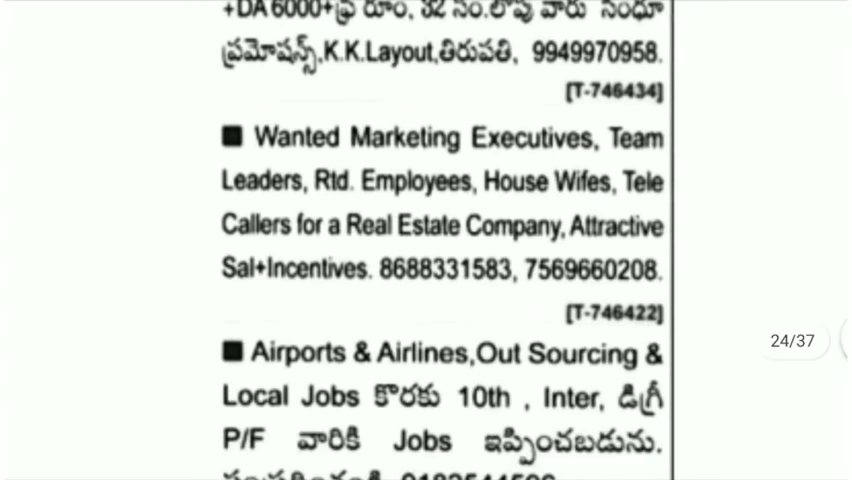 +DA 6000+ఫ్రీ రూం, 32 సం.లోపు వారు సంధూ
ప్రమోషన్స్,K.K.Layout,తిరుపతి, 9949970958.
[T-746434]
■ Wanted Marketing Executives, Team
Leaders, Rtd. Employees, House Wifes, Tele
Callers for a Real Estate Company, Attractive
Sal+Incentives. 8688331583, 7569660208.
[T-746422]
24/37
■ Airports & Airlines,Out Sourcing &
Local Jobs కొరకు 10th , Inter, డిగ్రీ
P/F వారికి Jobs ఇప్పించబడును.